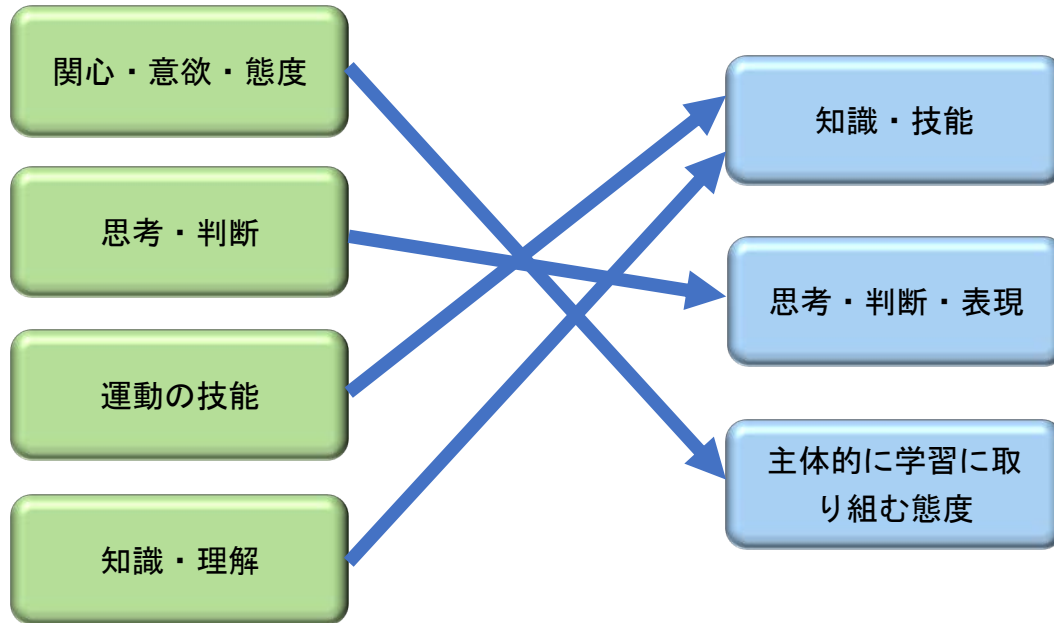 関心・意欲・態度
思考・判断
運動の技能
知識・理解
知識・技能
思考・判断・表現
主体的に学習に取
り組む態度